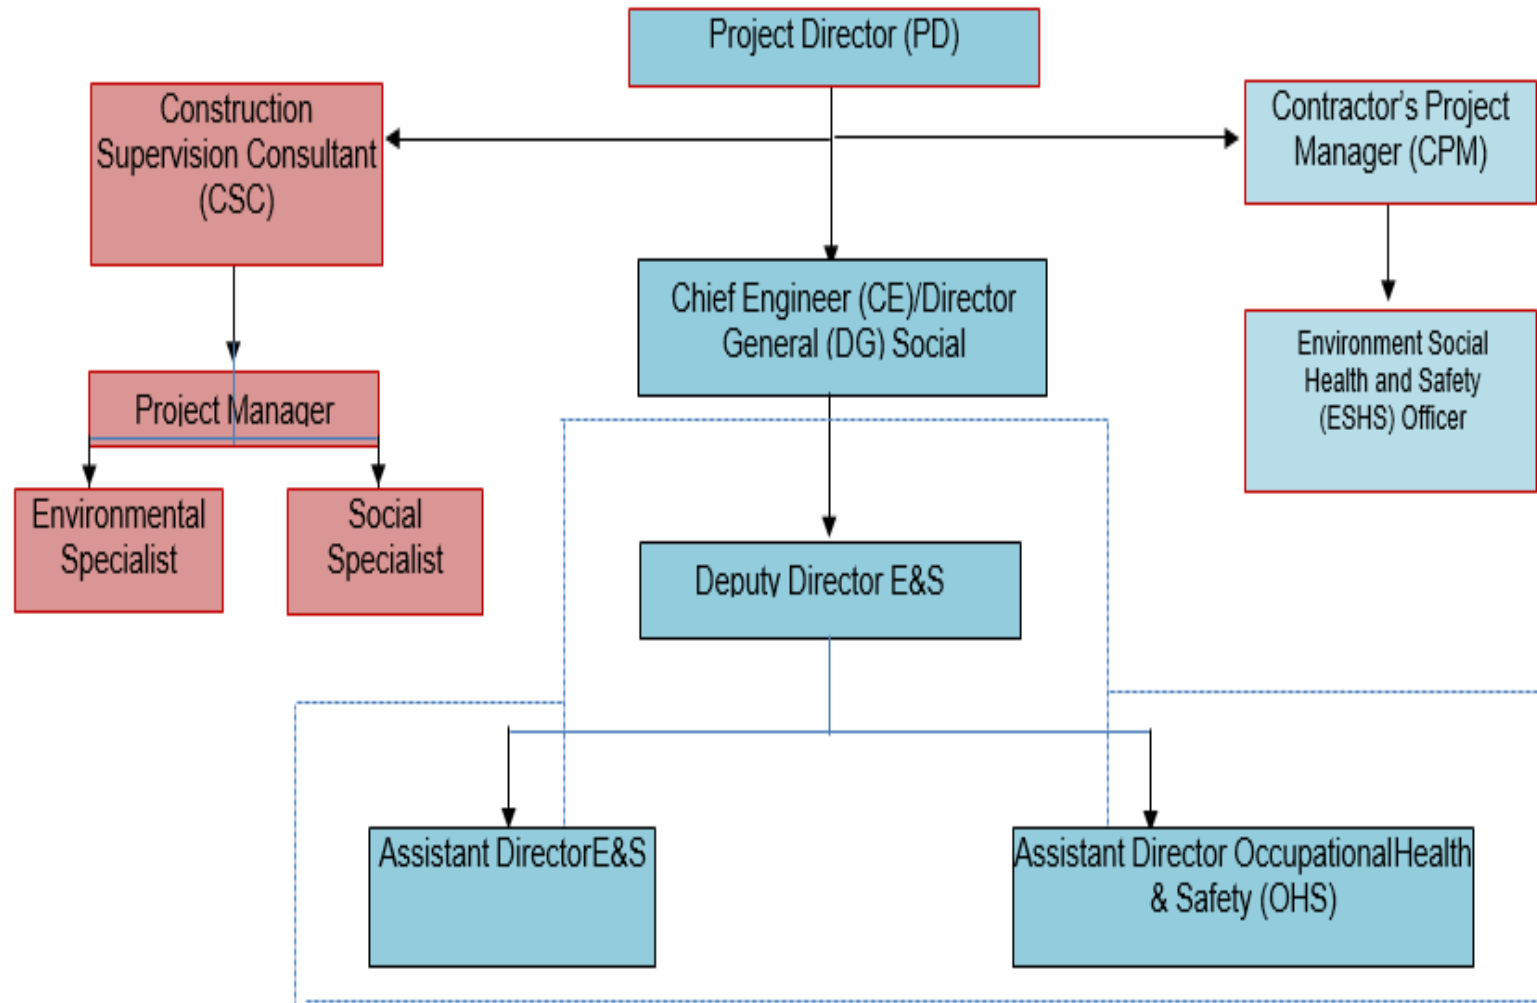 Project Director (PD)
Construction
Supervision Consultant
(CSC)
Contractor’s Project
Manager (CPM)
Chief Engineer (CE)/Director
General (DG) Social
Environment Social
Health and Safety
(ESHS) Officer
Project Manager
Environmental
Specialist
Social
Specialist
Deputy Director E&S
Assistant DirectorE&S
Assistant Director OccupationalHealth
& Safety (OHS)